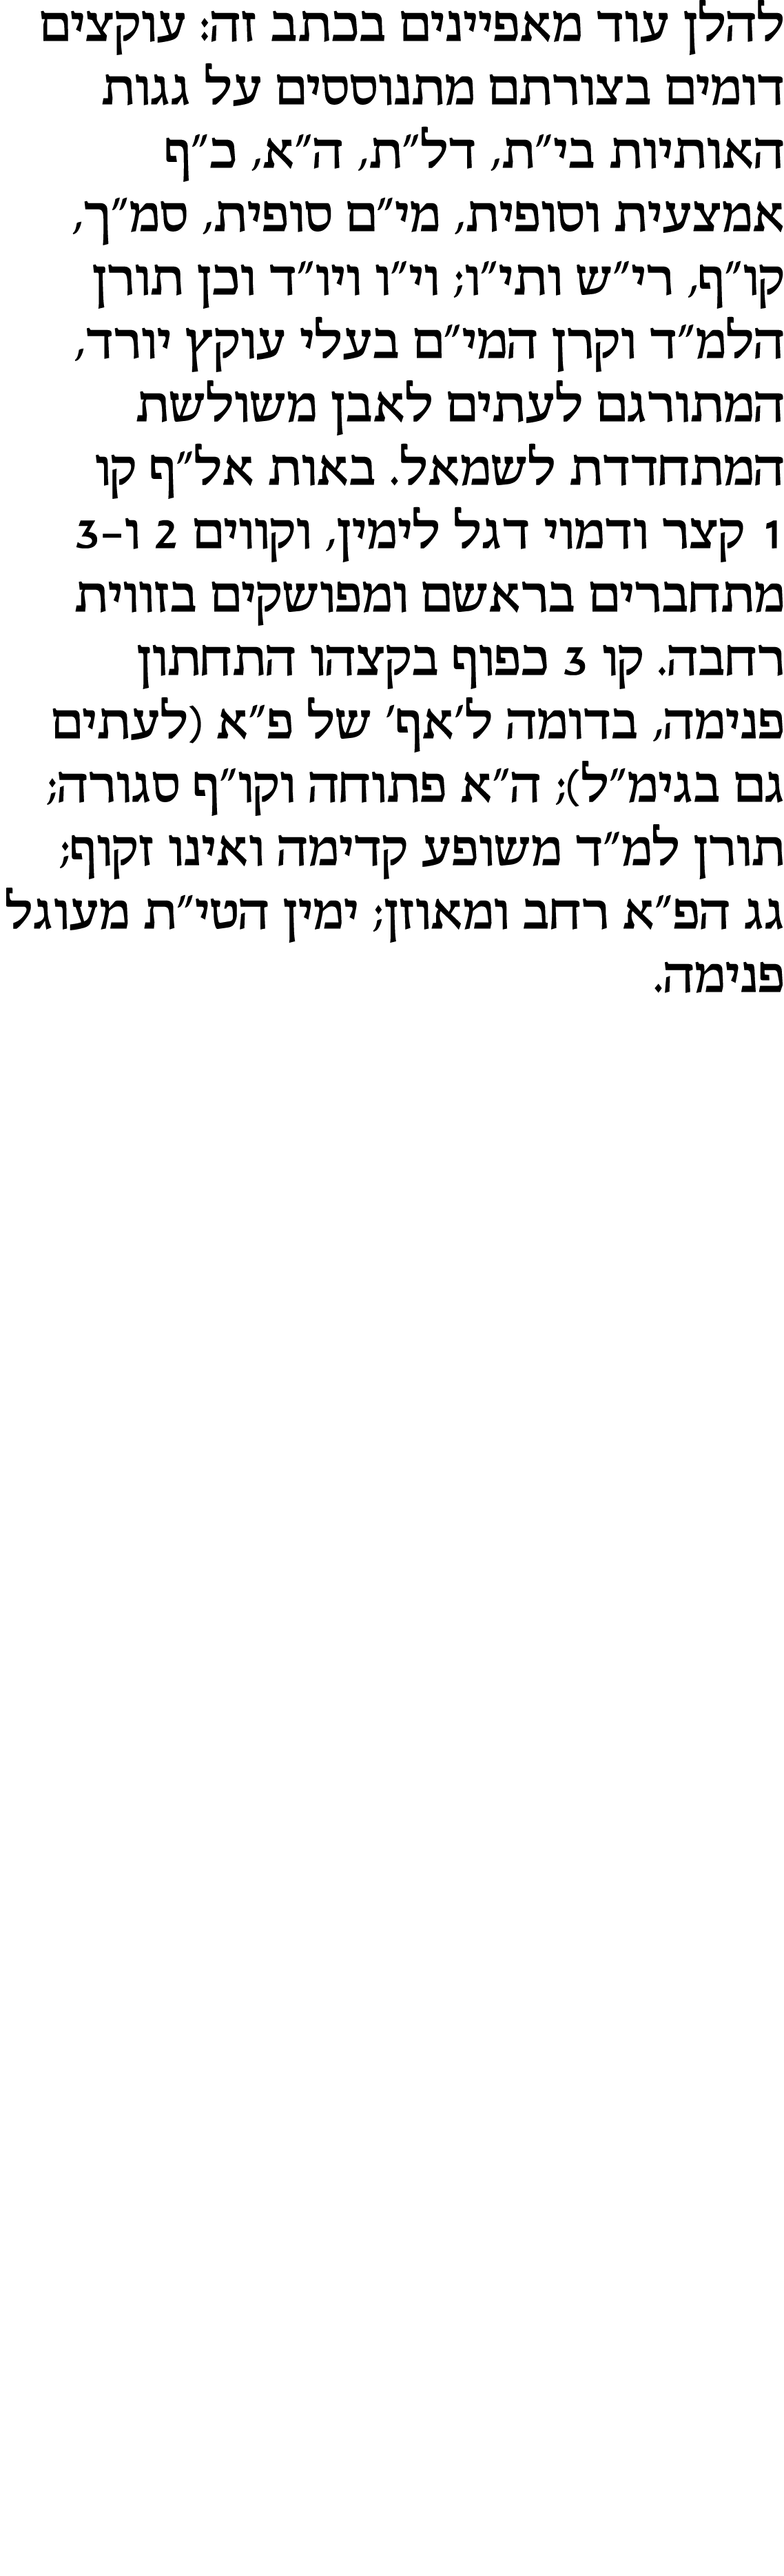 להלן עוד מאפיינים בכתב זה: עוקצים
דומים בצורתם מתנוססים על גגות
האותיות בי״ת, דל״ת, ה״א, כ״ף
אמצעית וסופית, מי״ם סופית, סמ״ך,
קו״ף, רי״ש ותי״ו; וי״ו ויו״ד וכן תורן
הלמ״ד וקרן המי״ם בעלי עוקץ יורד,
המתורגם לעתים לאבן משולשת
המתחדדת לשמאל. באות אל״ף קו
1 קצר ודמוי דגל לימין, וקווים 2 ו–3
מתחברים בראשם ומפושקים בזווית
רחבה. קו 3 כפוף בקצהו התחתון
פנימה, בדומה ל׳אף׳ של פ״א (לעתים
גם בגימ״ל); ה״א פתוחה וקו״ף סגורה;
תורן למ״ד משופע קדימה ואינו זקוף;
גג הפ״א רחב ומאוזן; ימין הטי״ת מעוגל
פנימה.